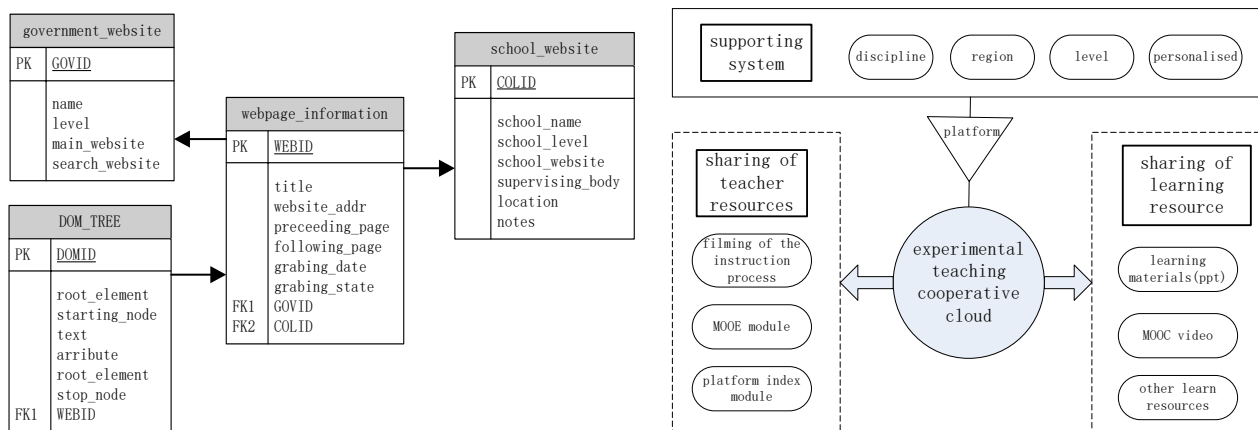 government_website
PK GOVID
name
level
main_website
search_website
DOM_TREE
PK DOMID
root_element
starting_node
text
arribute
root_element
stop_node
FK1 WEBID
webpage_information
PK WEBID
title
website_addr
preceeding_page
following_page
grabing_date
grabing_state
FK1 GOVID
FK2 COLID
school_website
PK COLID
school_name
school_level
school_website
supervising_body
location
notes
supporting
system
discipline
region
level
personalised
platform
sharing of
teacher
resources
filming of the
instruction
process
MOOE module
platform index
module
experimental
teaching
cooperative
cloud
sharing of
learning
resource
learning
materials(ppt)
MOOC video
other learn
resources